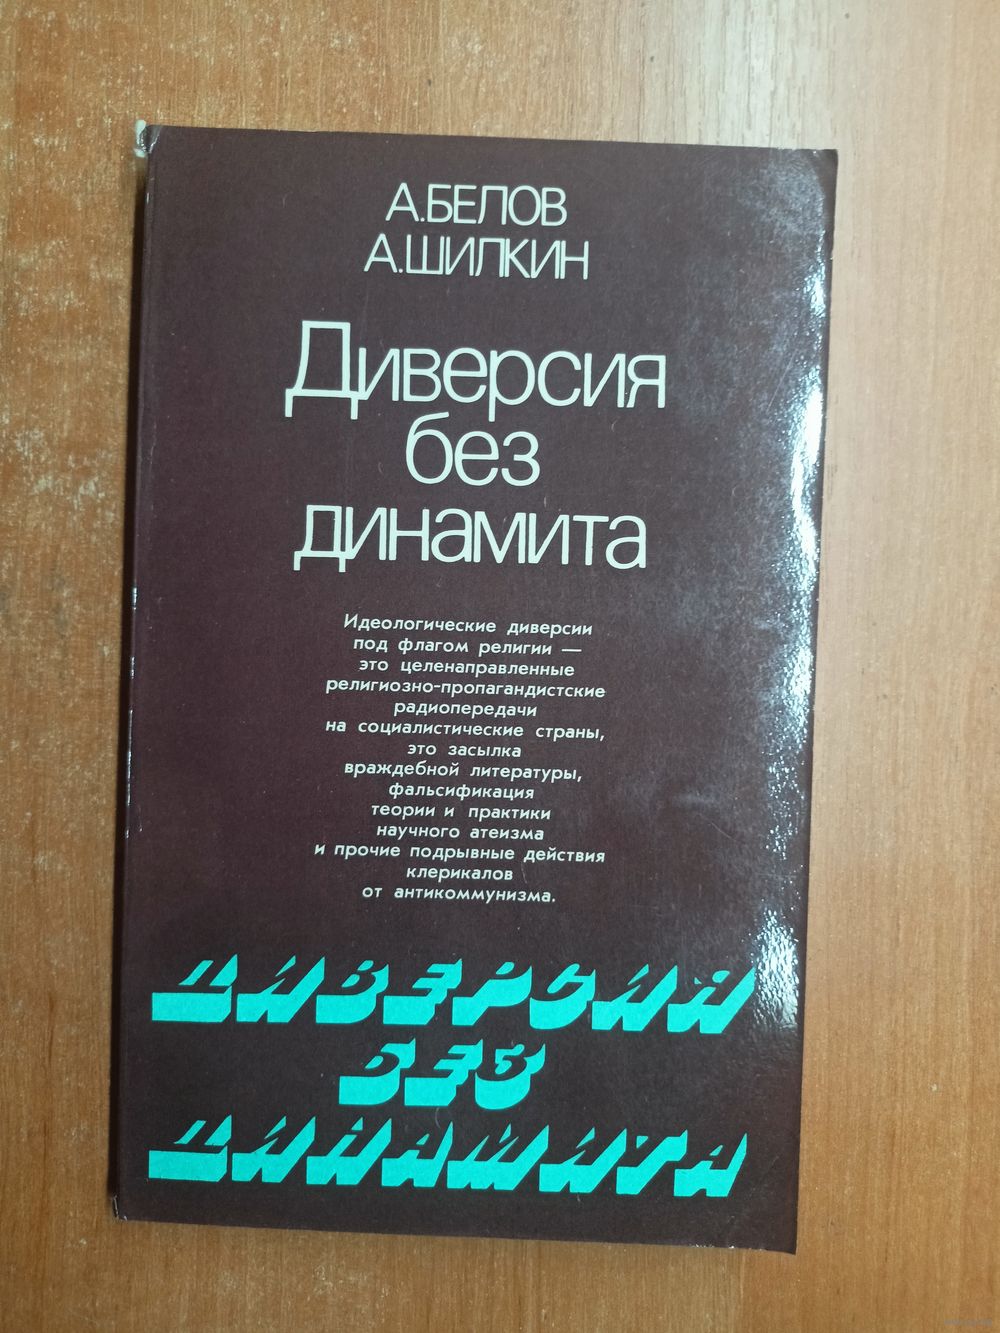 А.БЕЛОВ
А.ШИЛКИН
Диверсия
без
динамита
Идеологические диверсии
под флагом религии —
это целенаправленные
религиозно-пропагандистские
радиопередачи
на социалистические страны,
это засылка
враждебной литературы,
фальсификация
теории и практики
научного атеизма
и прочие подрывные действия
клерикалов
от антикоммунизма.
ДИВЕРСИЯ
БЕЗ
ДИНАМИТА